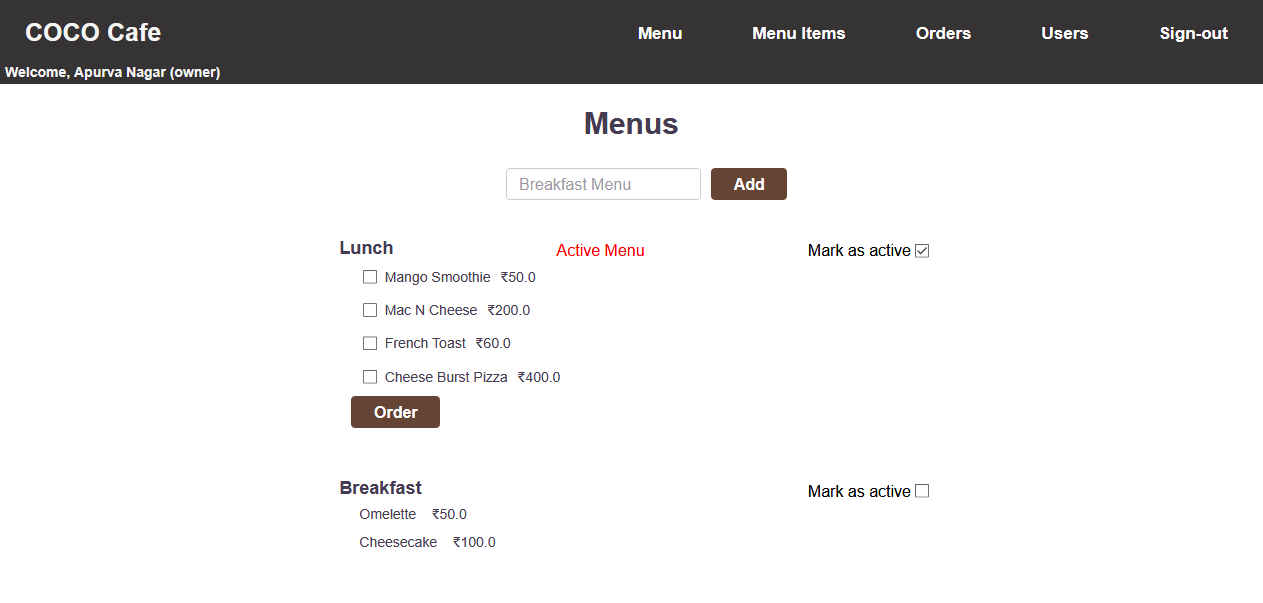 COCO Cafe Menu Menu Items Orders Users Sign-out
Welcome, Apurva Nagar (owner)
Menus
Breakfast Menu Add
Lunch Active Menu Mark as active
Mango Smoothie ₹50.0
Mac N Cheese ₹200.0
French Toast ₹60.0
Cheese Burst Pizza ₹400.0
Order
Breakfast Mark as active
Omelette ₹50.0
Cheesecake ₹100.0